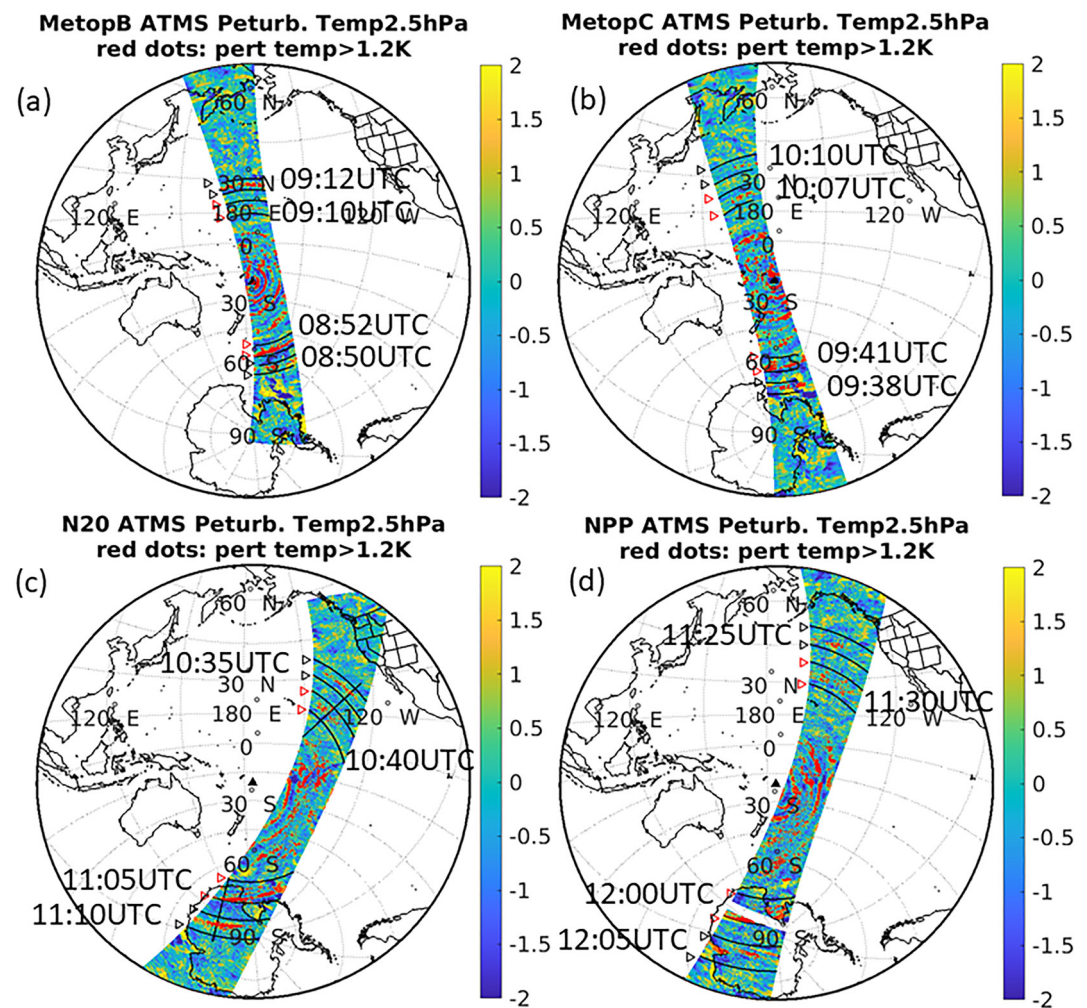 MetopB ATMS Peturb. Temp2.5hPa
red dots: pert temp>1.2K
(a)
60 N
30 N
09:12UTC
09:10UTC
120 E
180 E
120 W
0
30 S
08:52UTC
08:50UTC
60 S
90 S
2
1.5
1
0.5
0
-0.5
-1
-1.5
-2
MetopC ATMS Peturb. Temp2.5hPa
red dots: pert temp>1.2K
(b)
60 N
10:10UTC
30 N
10:07UTC
120 E
180 E
120 W
0
30 S
60 S
09:41UTC
09:38UTC
90 S
2
1.5
1
0.5
0
-0.5
-1
-1.5
-2
N20 ATMS Peturb. Temp2.5hPa
red dots: pert temp>1.2K
(c)
60 N
10:35UTC
30 N
120 E
180 E
120 W
0
10:40UTC
30 S
60 S
11:05UTC
11:10UTC
90 S
2
1.5
1
0.5
0
-0.5
-1
-1.5
-2
NPP ATMS Peturb. Temp2.5hPa
red dots: pert temp>1.2K
(d)
60 N
11:25UTC
30 N
11:30UTC
120 E
180 E
120 W
0
30 S
60 S
12:00UTC
12:05UTC
90 S
2
1.5
1
0.5
0
-0.5
-1
-1.5
-2